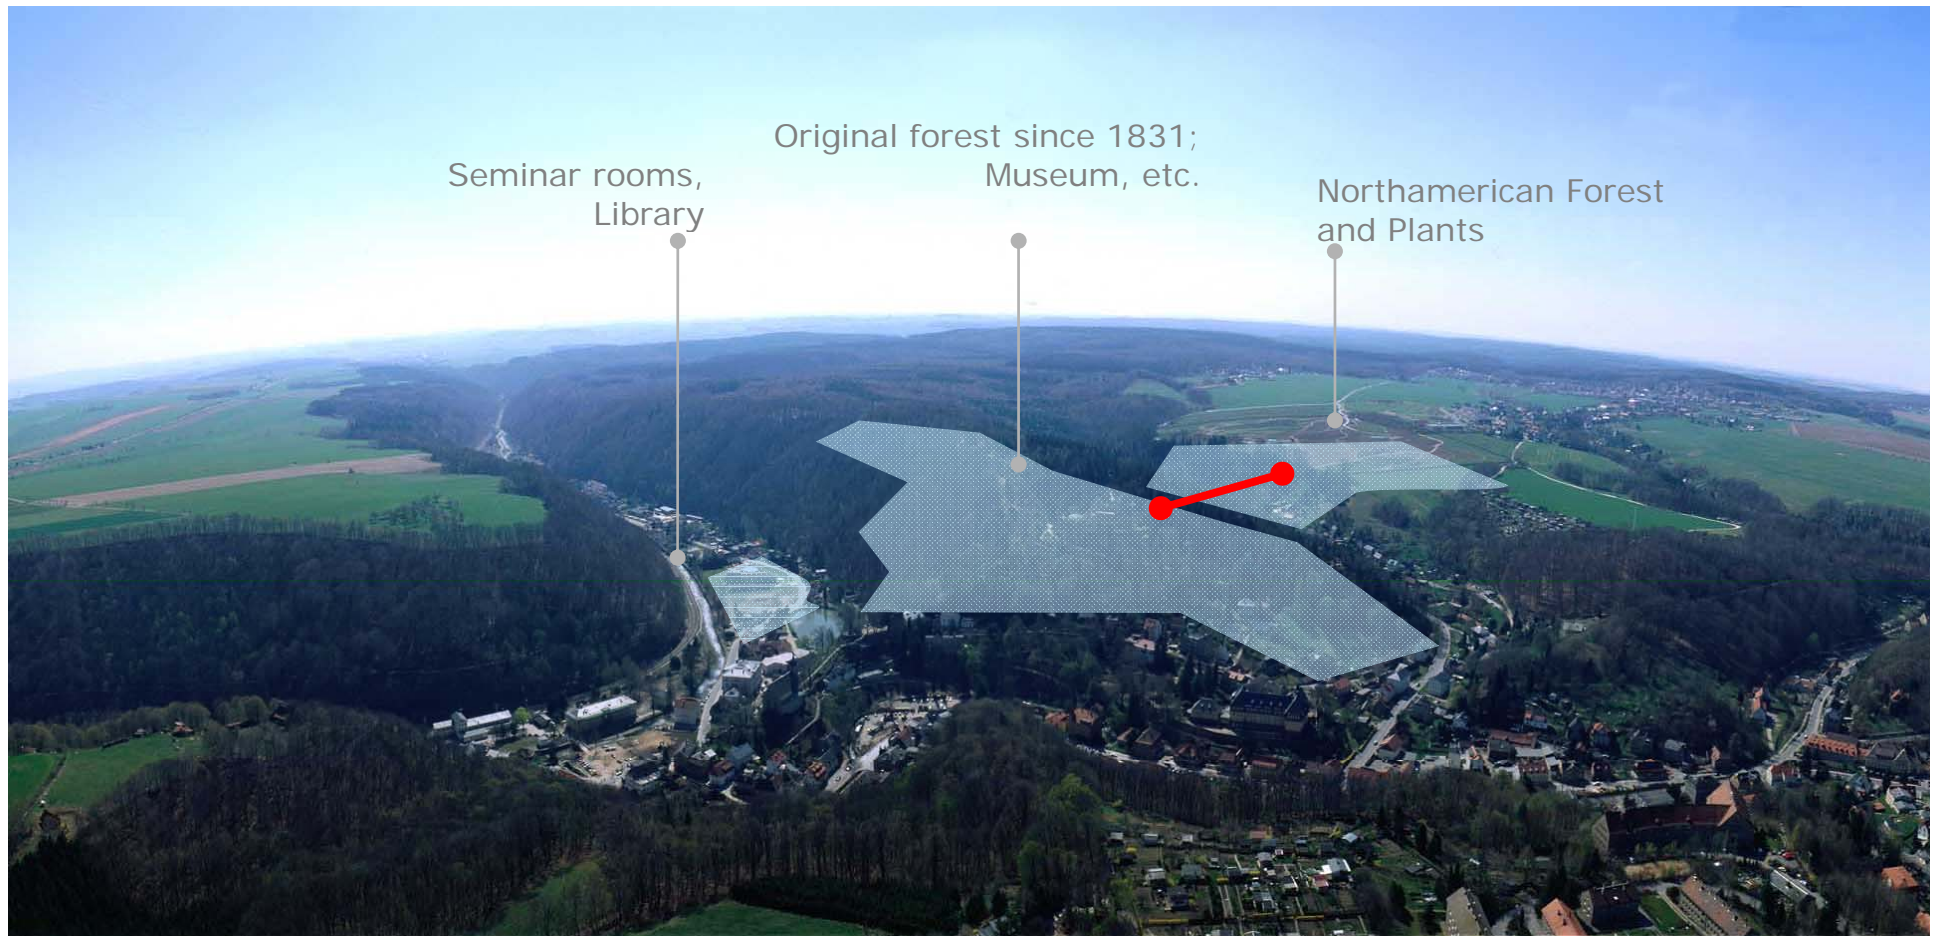 Seminar rooms,
Library
Original forest since 1831;
Museum, etc.
Northamerican Forest
and Plants